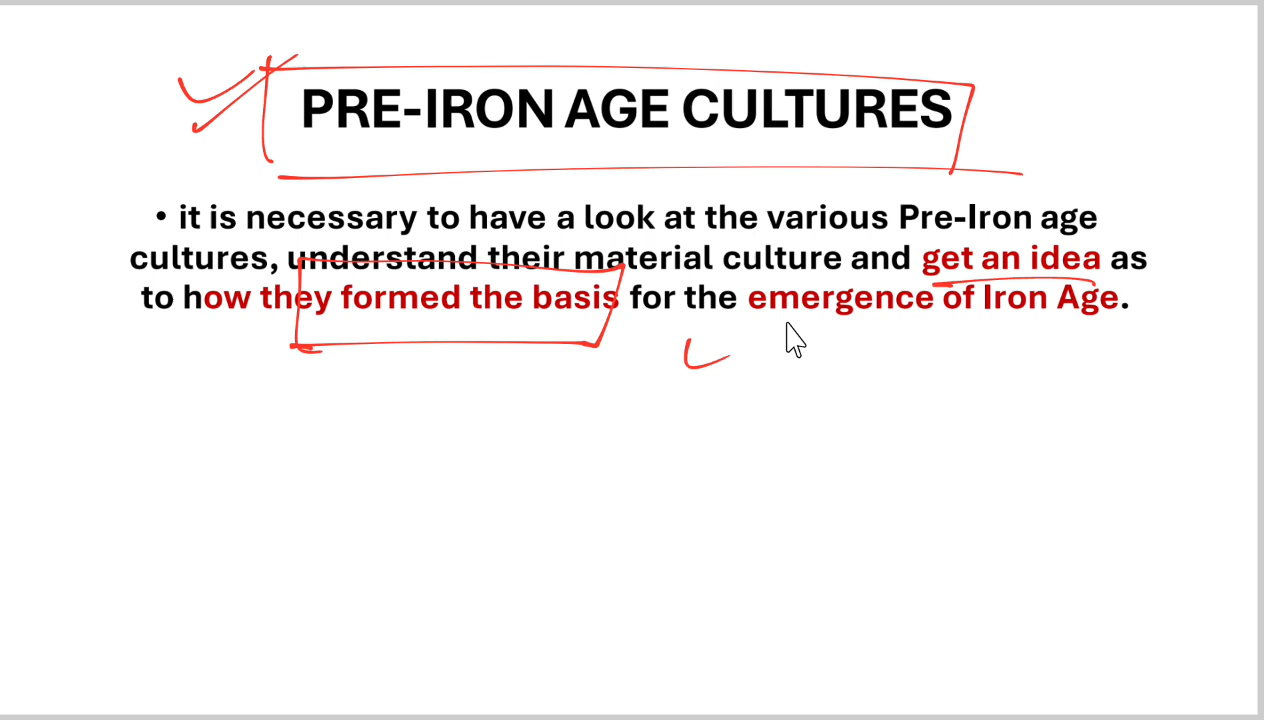 PRE-IRON AGE CULTURES
• it is necessary to have a look at the various Pre-Iron age
cultures, understand their material culture and get an idea as
to how they formed the basis for the emergence of Iron Age.